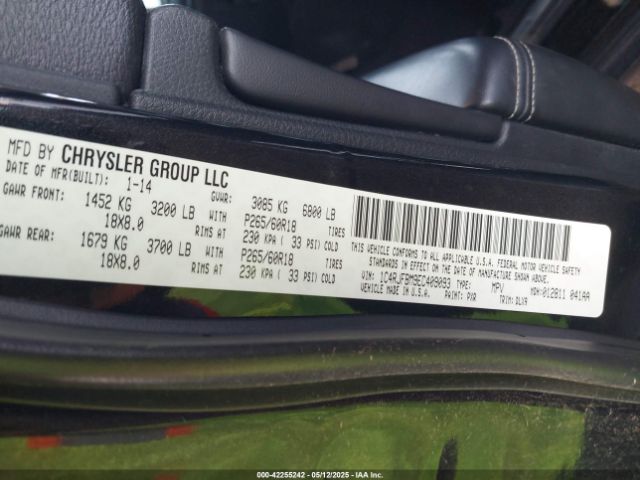 MFD BY CHRYSLER GROUP LLC
DATE OF MFR(BUILT): 1-14 GVWR: 3085 KG 6800 LB
GAWR FRONT: 1452 KG 3200 LB WITH P265/60R18 TIRES
18X8.0 RIMS AT 230 KPA ( 33 PSI) COLD
GAWR REAR: 1679 KG 3700 LB WITH P265/60R18 TIRES
18X8.0 RIMS AT 230 KPA ( 33 PSI) COLD
THIS VEHICLE CONFORMS TO ALL APPLICABLE U.S.A. FEDERAL MOTOR VEHICLE SAFETY
STANDARDS IN EFFECT ON THE DATE OF MANUFACTURE SHOWN ABOVE.
TYPE: MPV MDH:012811 041AA
VEHICLE MADE IN U.S.A. PAINT: PXR TRIM: DLX9
000-42255242 - 05/12/2025 - IAA Inc.